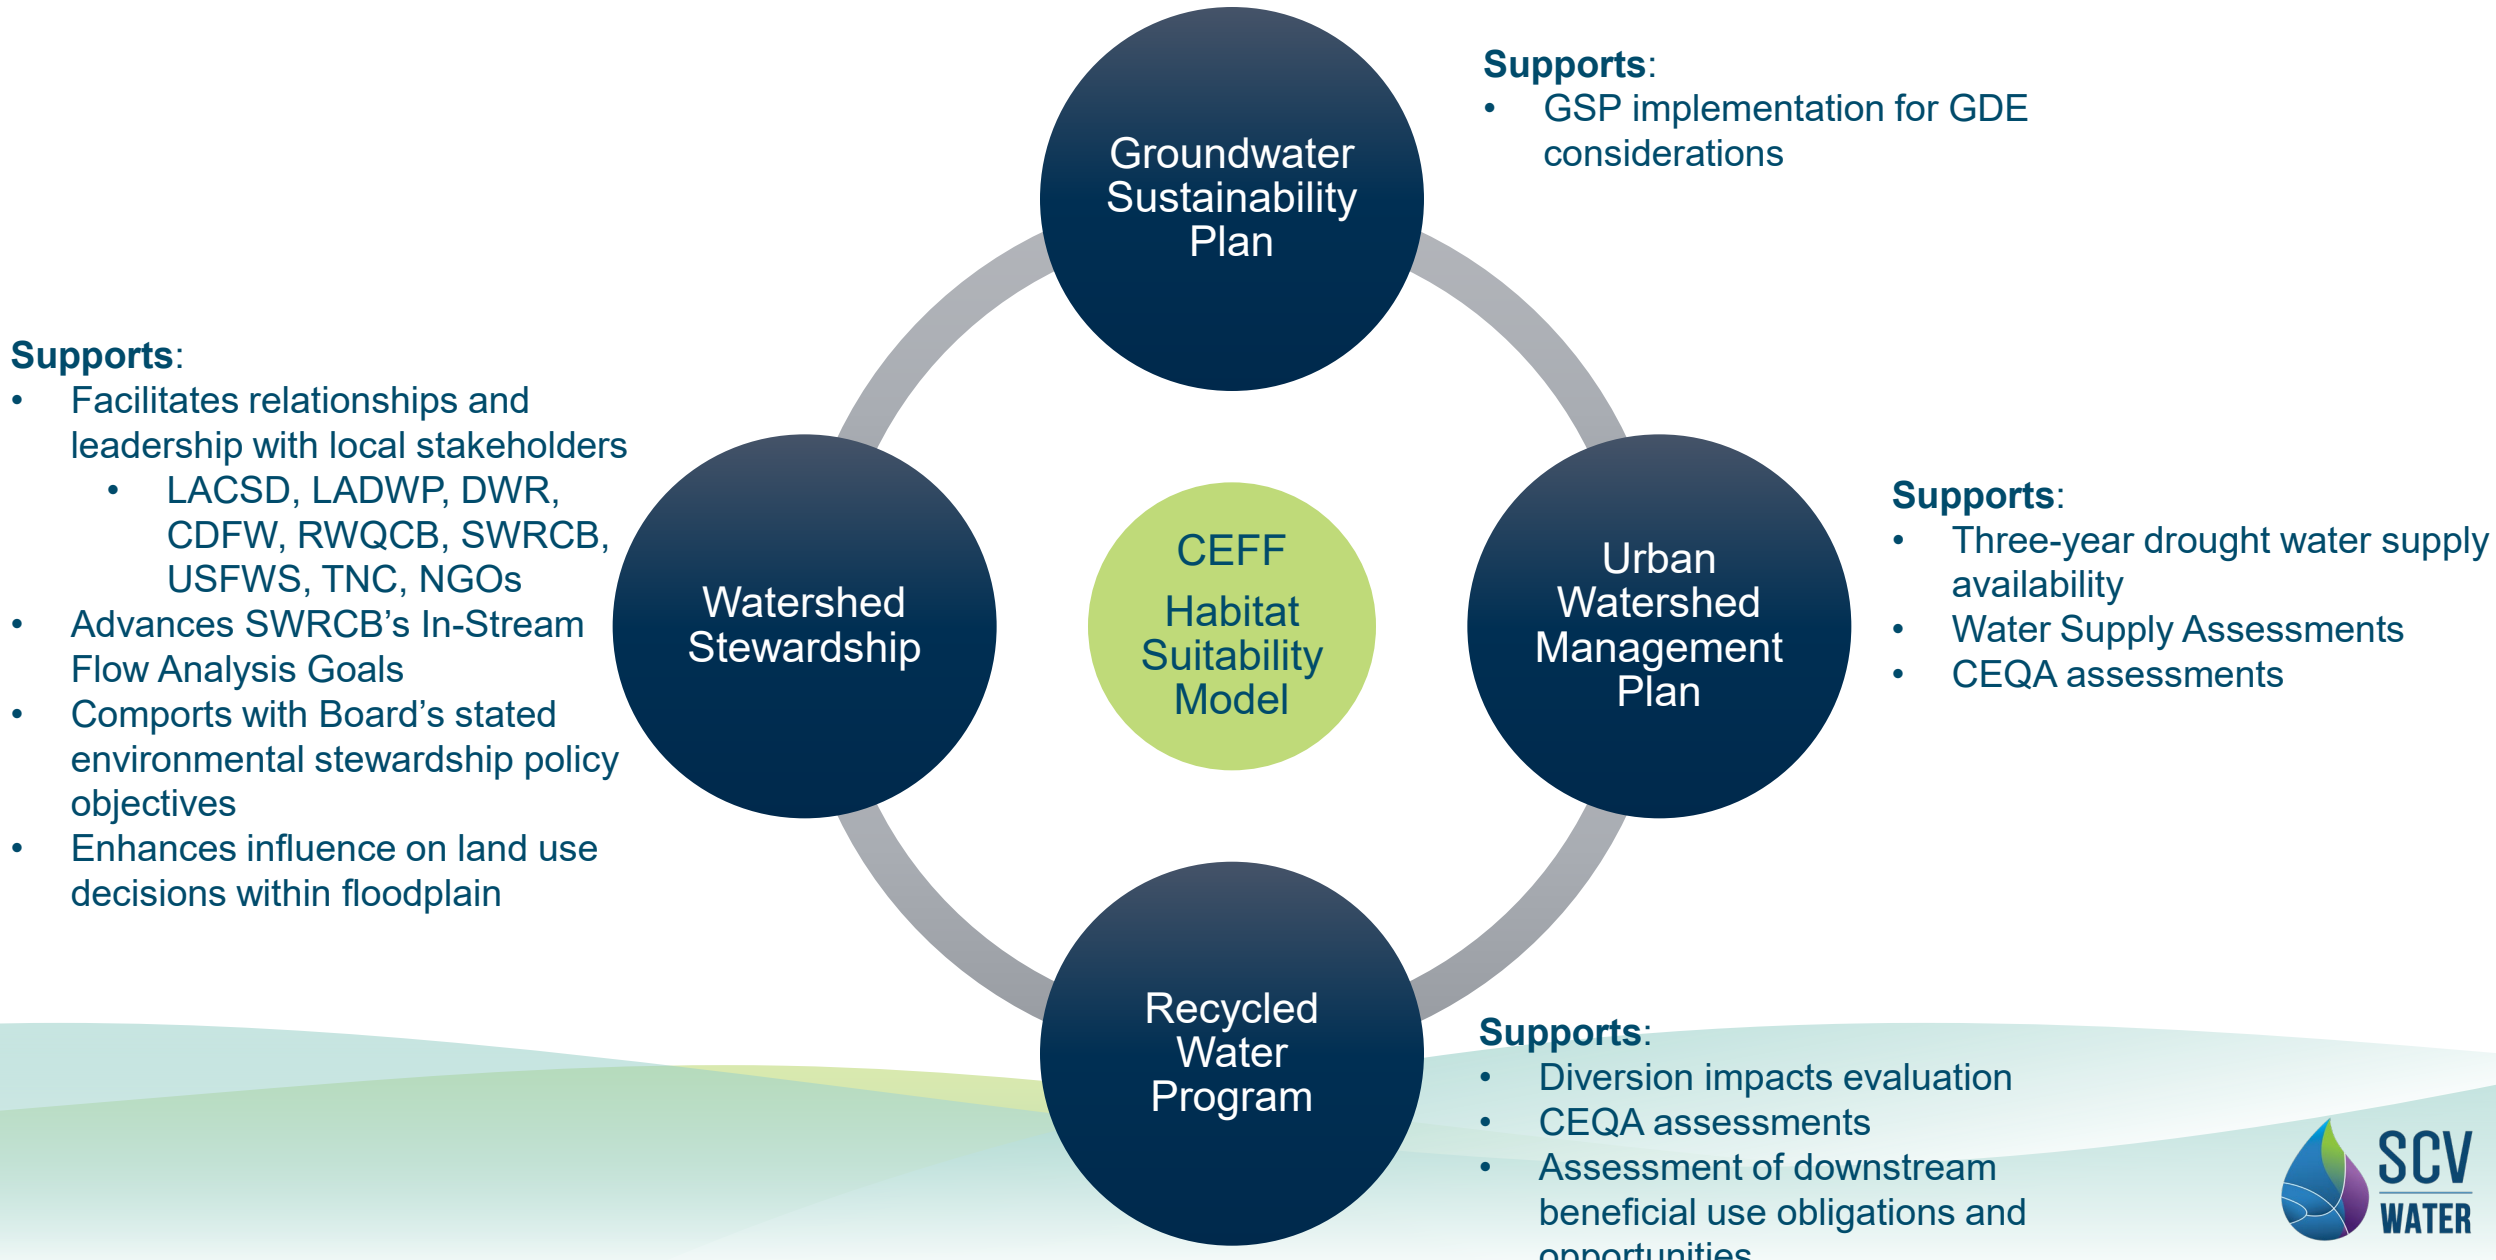 Groundwater
Sustainability
Plan
Supports:
• GSP implementation for GDE
considerations
Supports:
• Facilitates relationships and
leadership with local stakeholders
• LACSD, LADWP, DWR,
CDFW, RWQCB, SWRCB,
USFWS, TNC, NGOs
• Advances SWRCB’s In-Stream
Flow Analysis Goals
• Comports with Board’s stated
environmental stewardship policy
objectives
• Enhances influence on land use
decisions within floodplain
Watershed
Stewardship
CEFF
Habitat
Suitability
Model
Urban
Watershed
Management
Plan
Supports:
• Three-year drought water supply
availability
• Water Supply Assessments
• CEQA assessments
Recycled
Water
Program
Supports:
• Diversion impacts evaluation
• CEQA assessments
• Assessment of downstream
beneficial use obligations and
opportunities
SCV
WATER